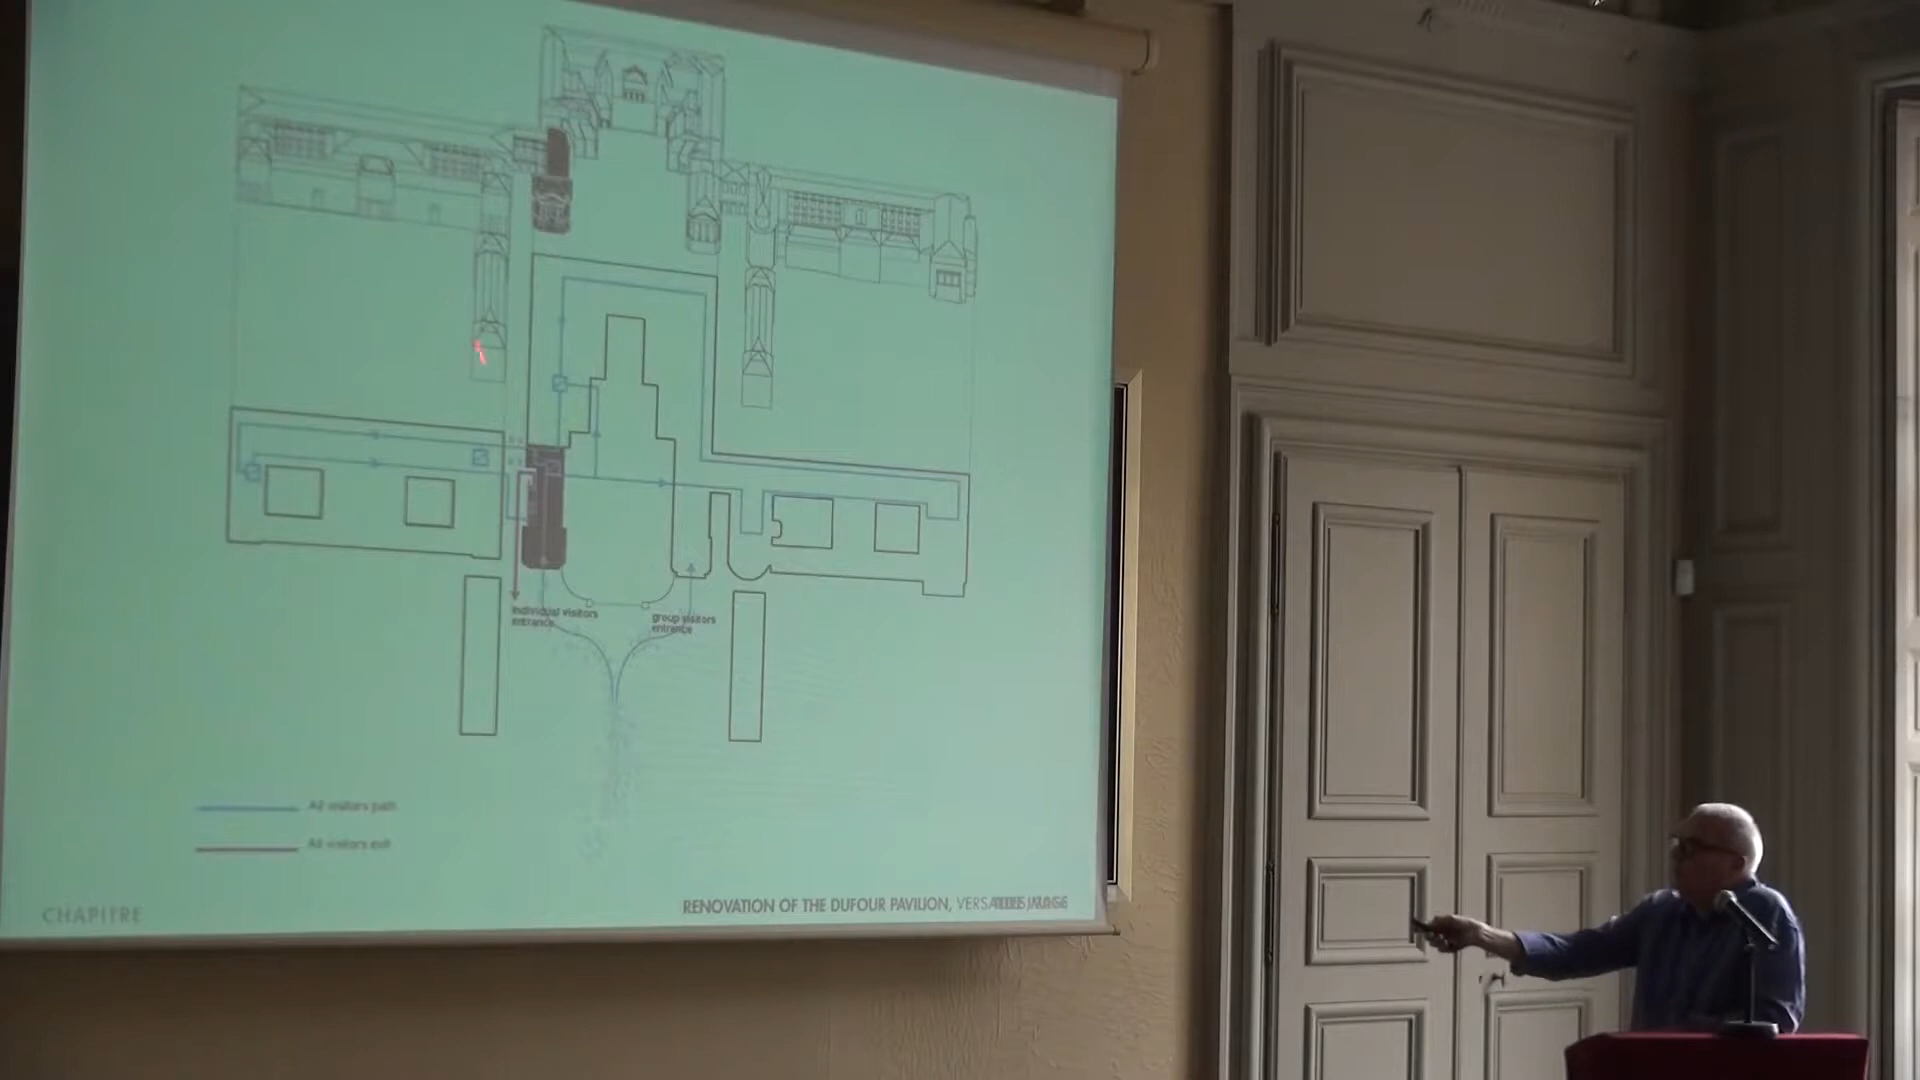 individual visitors
entrance
group visitors
entrance
All visitors path
All visitors exit
CHAPITRE
RENOVATION OF THE DUFOUR PAVILION,